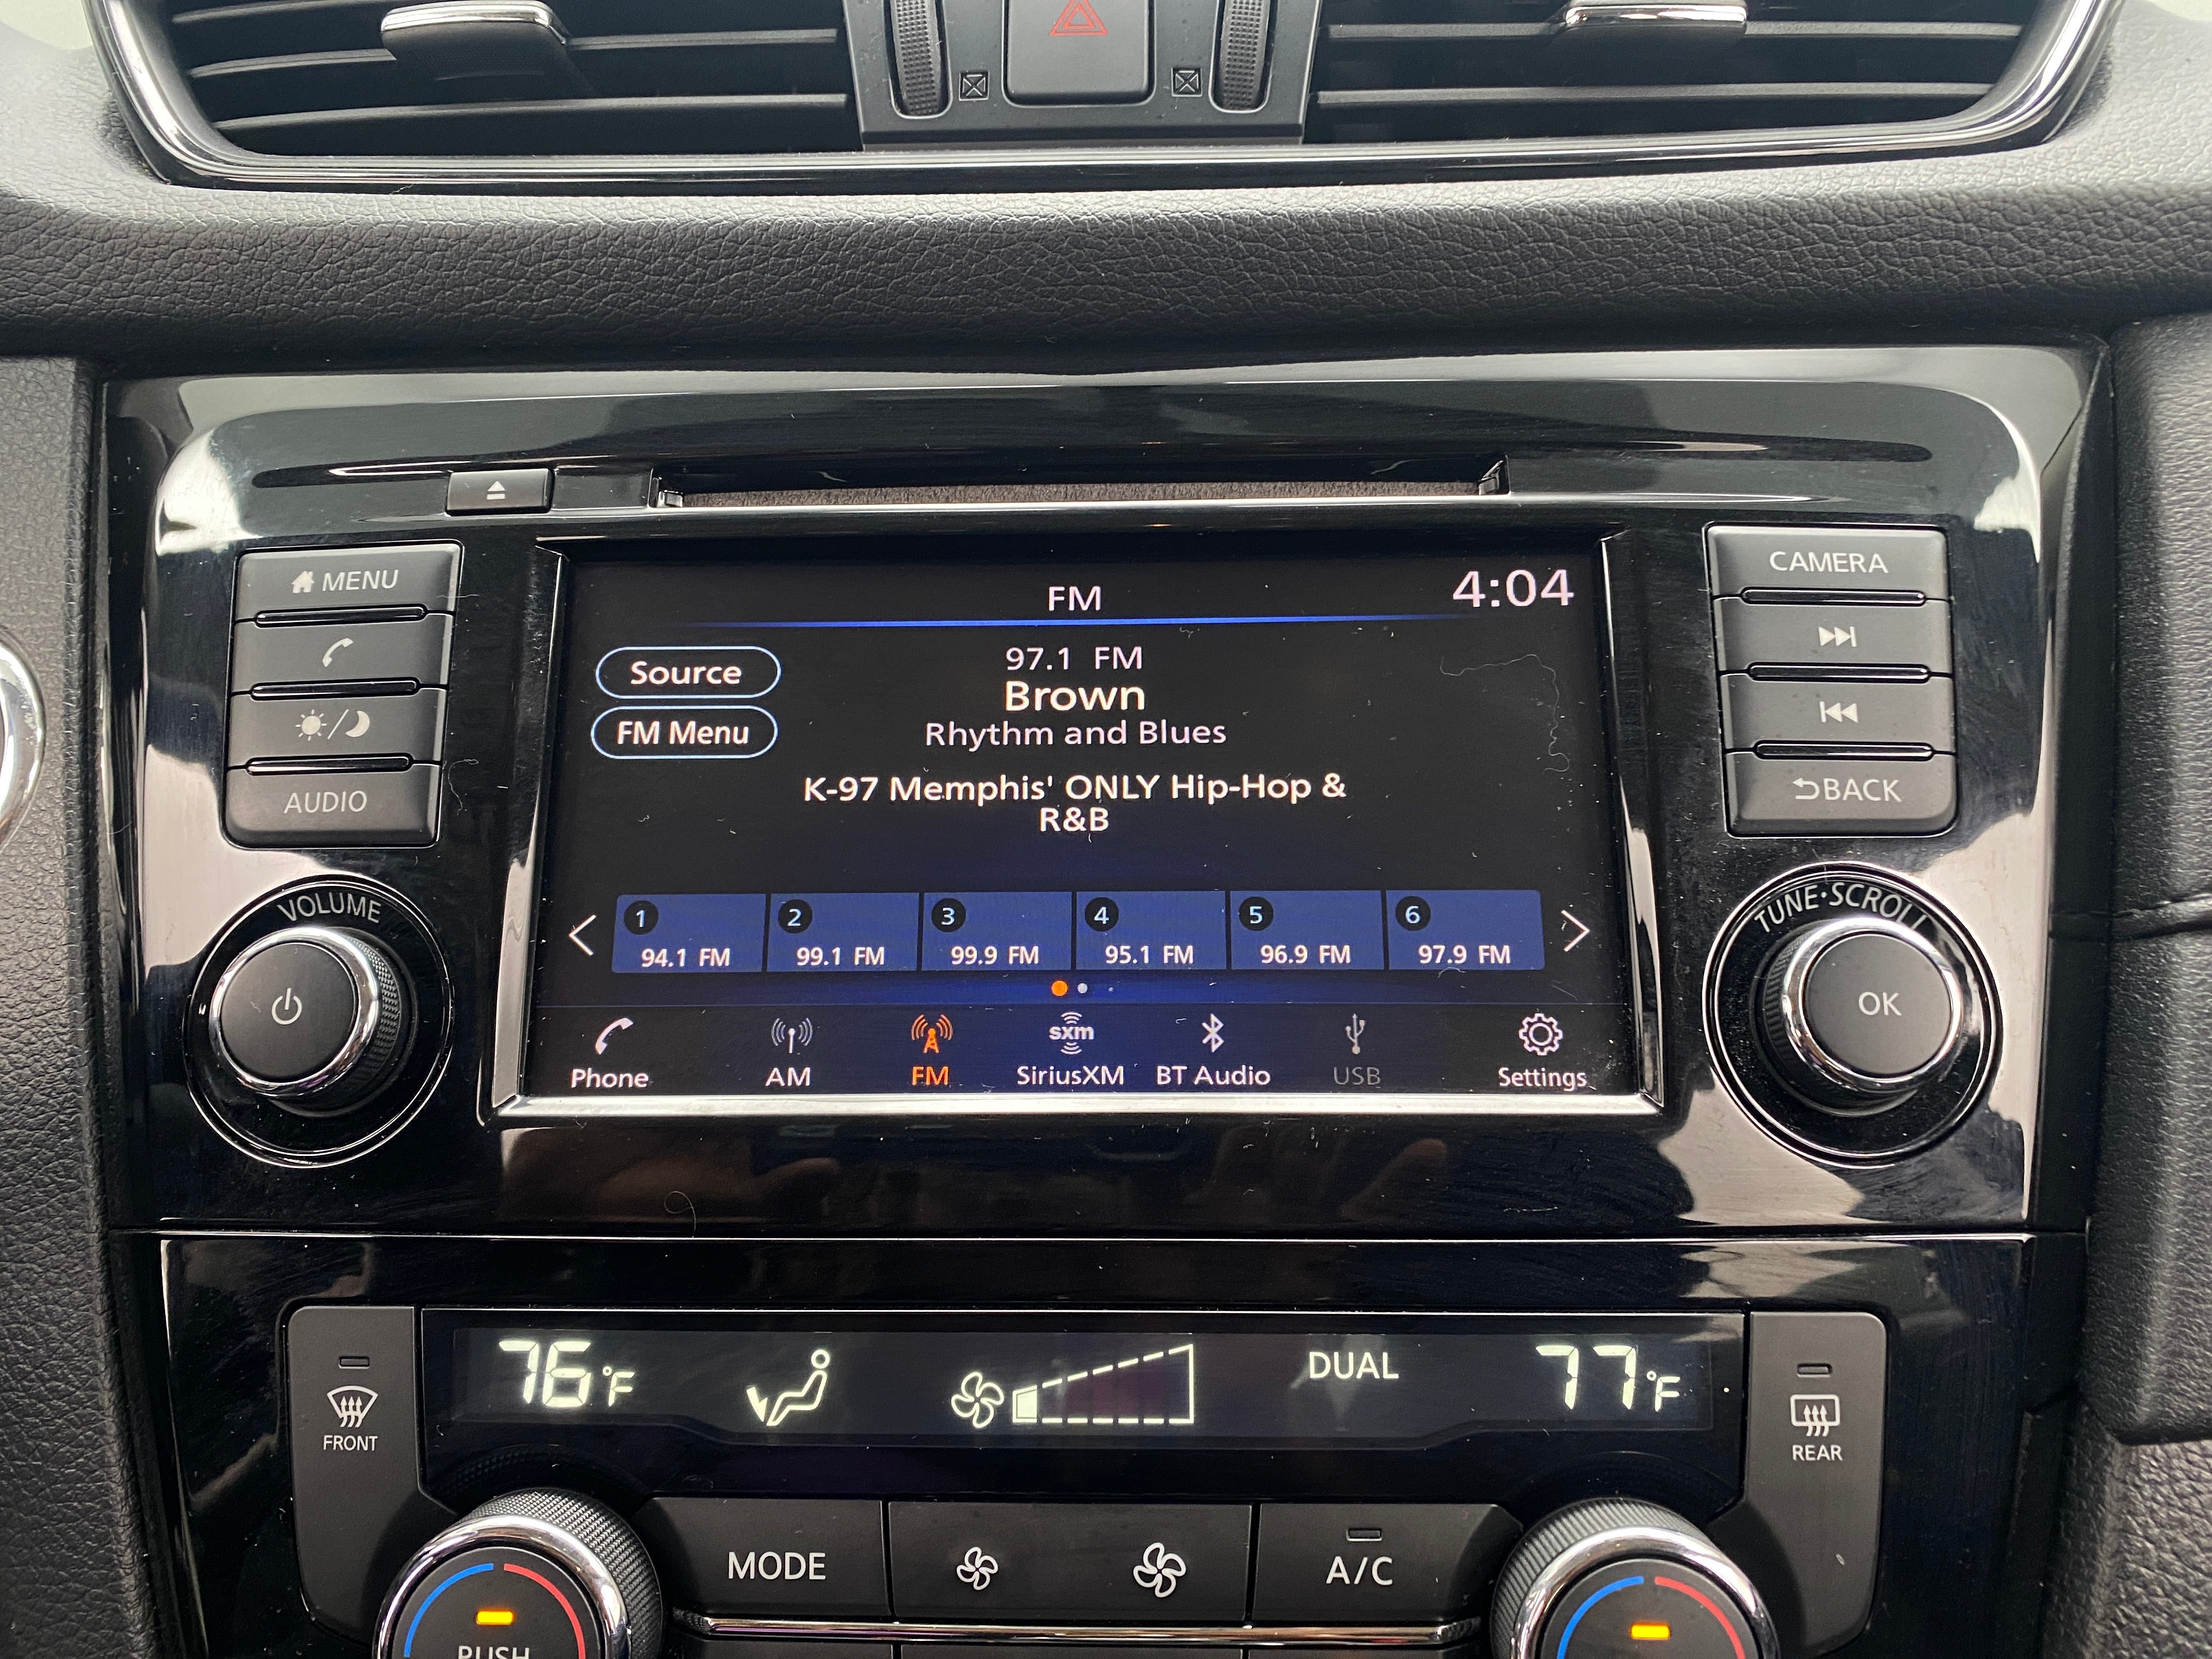 MENU
AUDIO
VOLUME
FM
4:04
Source
FM Menu
97.1 FM
Brown
Rhythm and Blues
K-97 Memphis' ONLY Hip-Hop &
R&B
1 2 3 4 5 6
94.1 FM 99.1 FM 99.9 FM 95.1 FM 96.9 FM 97.9 FM
Phone AM FM sxm SiriusXM BT Audio USB Settings
CAMERA
BACK
TUNE·SCROLL
OK
FRONT
76°F
DUAL
77°F
REAR
MODE
A/C
PUSH